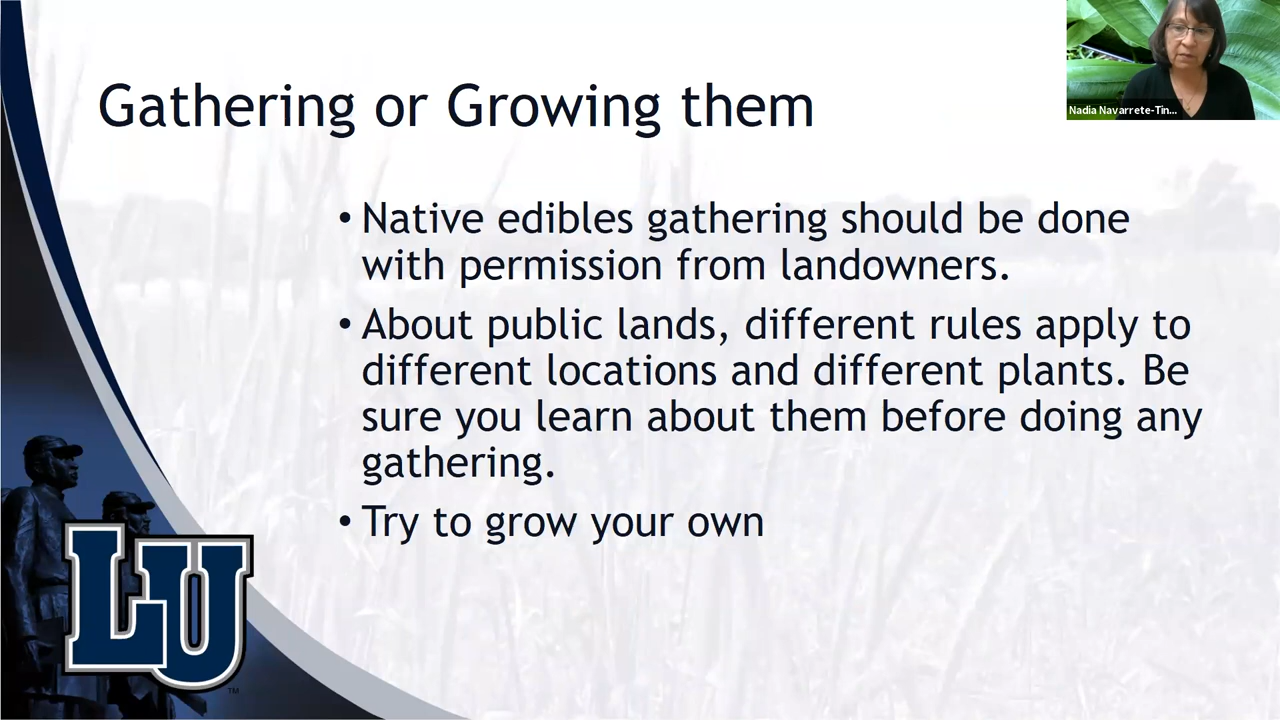 Gathering or Growing them
Nadia Navarrete-Tin...
• Native edibles gathering should be done
with permission from landowners.
• About public lands, different rules apply to
different locations and different plants. Be
sure you learn about them before doing any
gathering.
• Try to grow your own
LU
TM